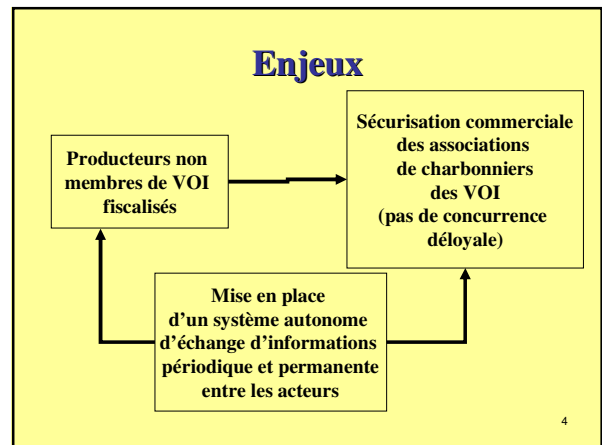 Enjeux
Producteurs non
membres de VOI
fiscalisés
Sécurisation commerciale
des associations
de charbonniers
des VOI
(pas de concurrence
déloyale)
Mise en place
d'un système autonome
d'échange d'informations
périodique et permanente
entre les acteurs
4